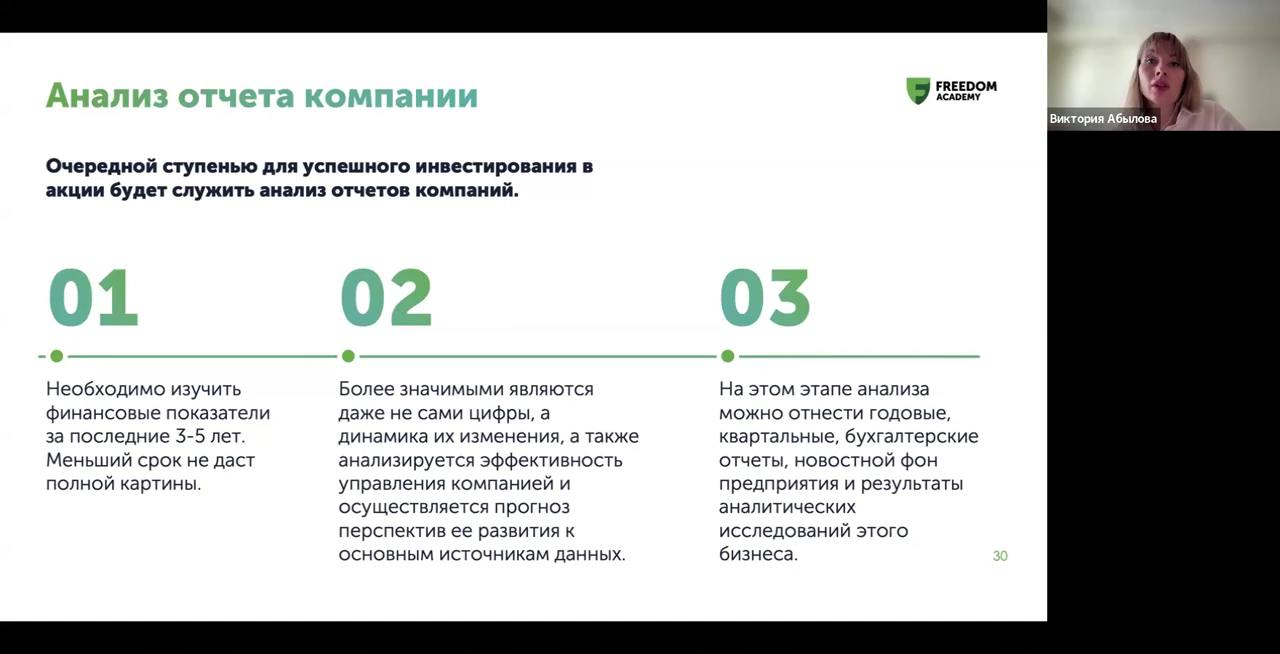 Анализ отчета компании
FREEDOM
ACADEMY
Виктория Абылова
Очередной ступенью для успешного инвестирования в
акции будет служить анализ отчетов компаний.
01
Необходимо изучить
финансовые показатели
за последние 3-5 лет.
Меньший срок не даст
полной картины.
02
Более значимыми являются
даже не сами цифры, а
динамика их изменения, а также
анализируется эффективность
управления компанией и
осуществляется прогноз
перспектив ее развития к
основным источникам данных.
03
На этом этапе анализа
можно отнести годовые,
квартальные, бухгалтерские
отчеты, новостной фон
предприятия и результаты
аналитических
исследований этого
бизнеса.
30